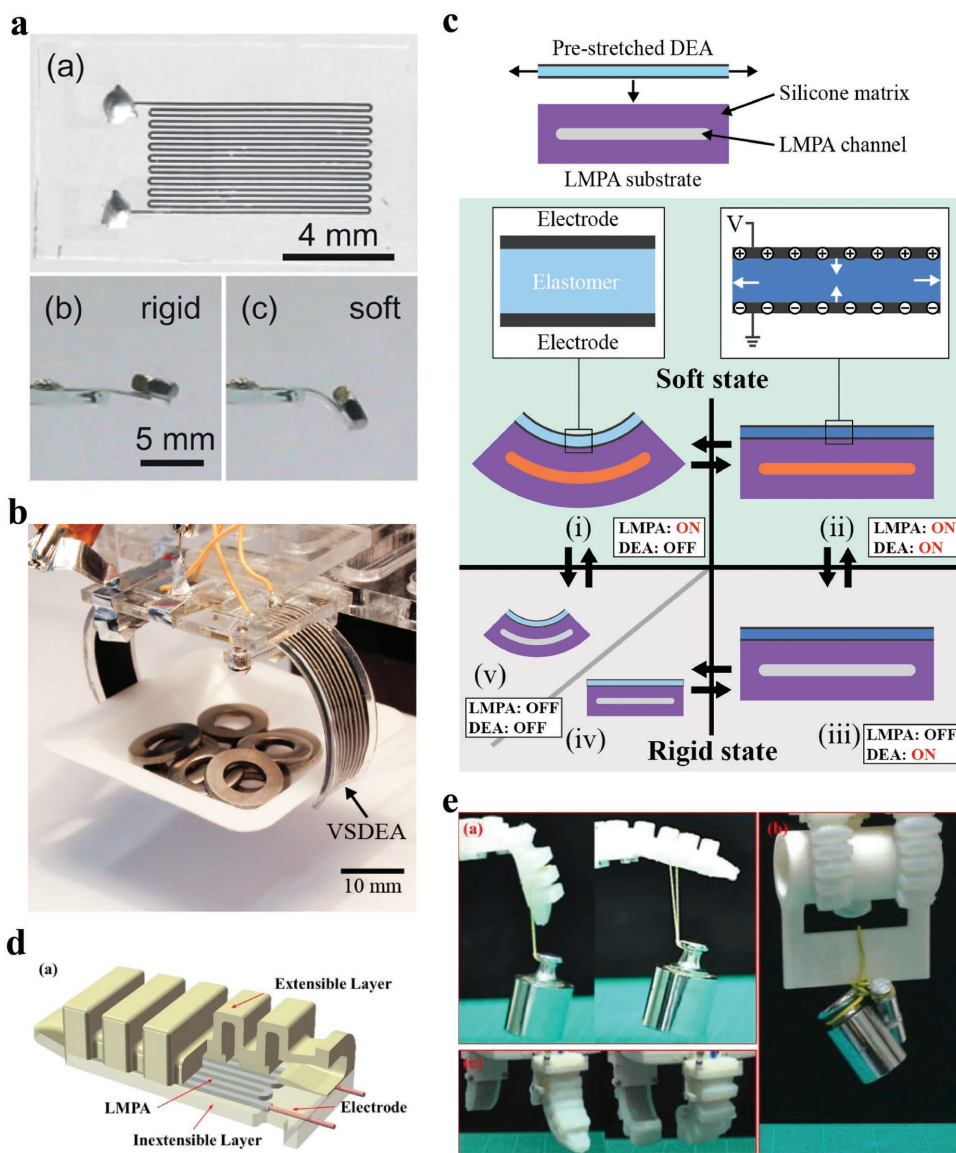 a
(a)
4 mm
(b)
rigid
(c)
soft
5 mm
b
VSDEA
10 mm
c
Pre-stretched DEA
Silicone matrix
LMPA channel
LMPA substrate
Electrode
Elastomer
Electrode
V
Soft state
(i)
LMPA: ON
DEA: OFF
(ii)
LMPA: ON
DEA: ON
(v)
LMPA: OFF
DEA: OFF
(iv)
(iii)
LMPA: OFF
DEA: ON
Rigid state
d
(a)
Extensible Layer
LMPA
Electrode
Inextensible Layer
e
(a)
(b)
(c)